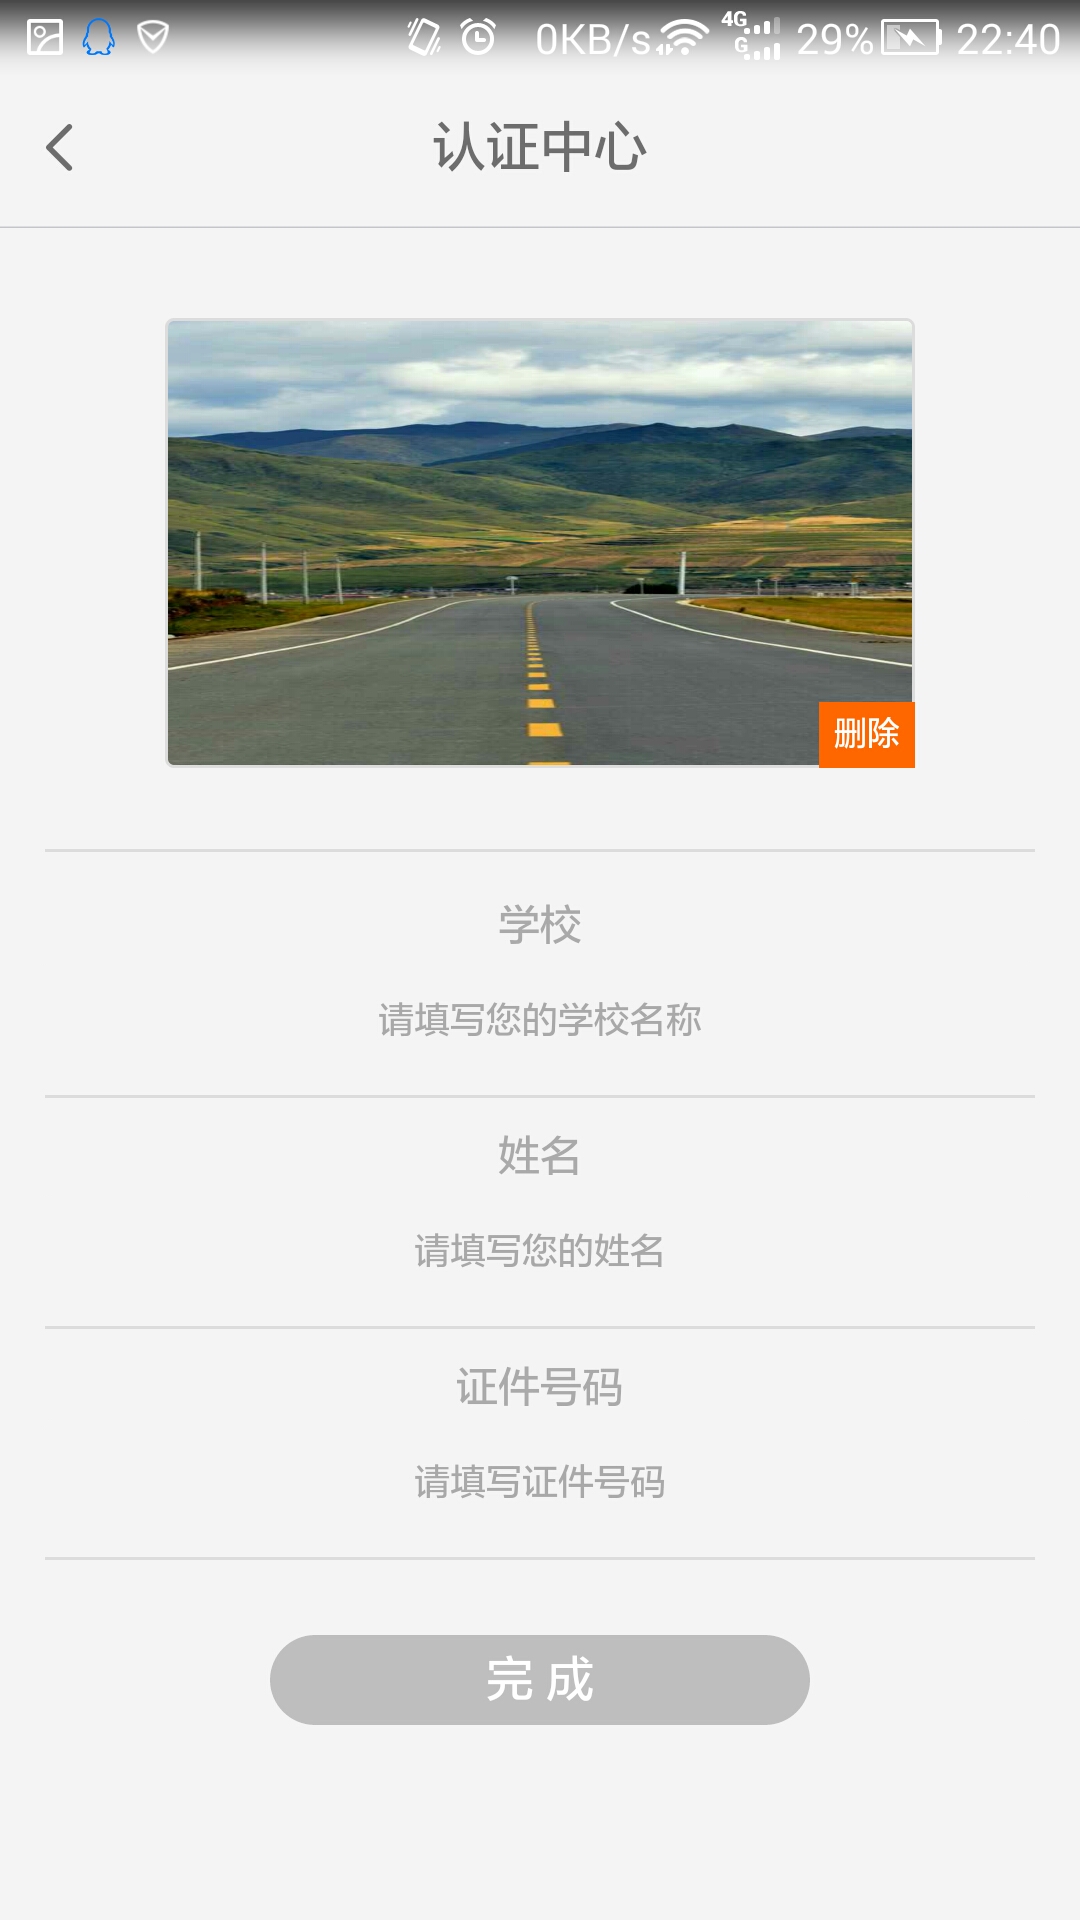 0KB/s 4G G 29% 22:40
认证中心
删除
学校
请填写您的学校名称
姓名
请填写您的姓名
证件号码
请填写证件号码
完 成